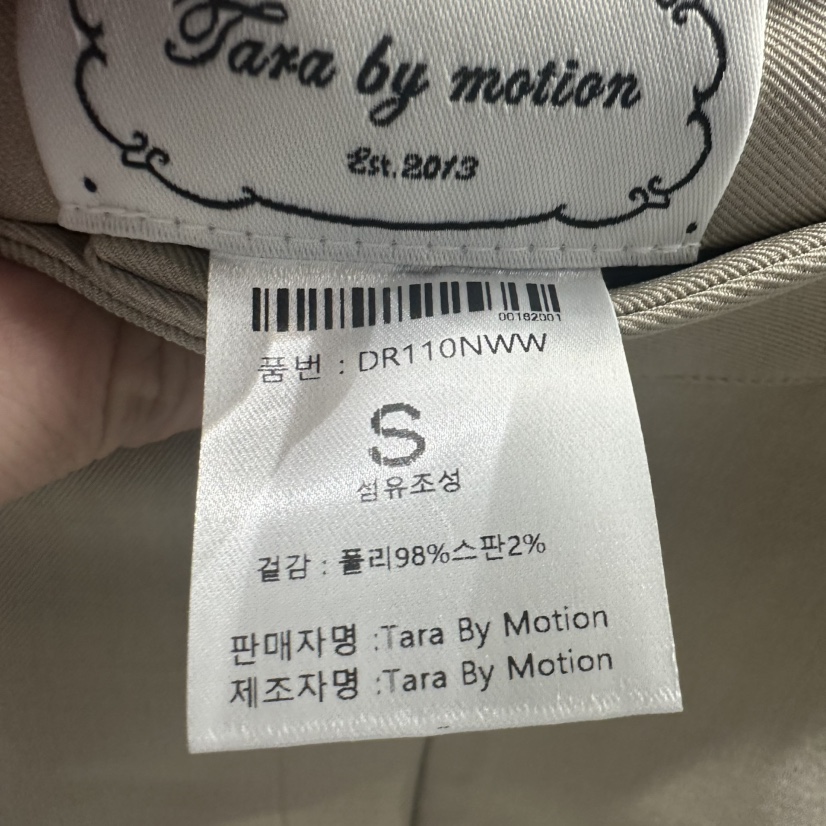 Tara by motion
Est.2013
00182001
품번 : DR110NWW
S
섬유조성
겉감 : 폴리98%스판2%
판매자명 :Tara By Motion
제조자명 :Tara By Motion